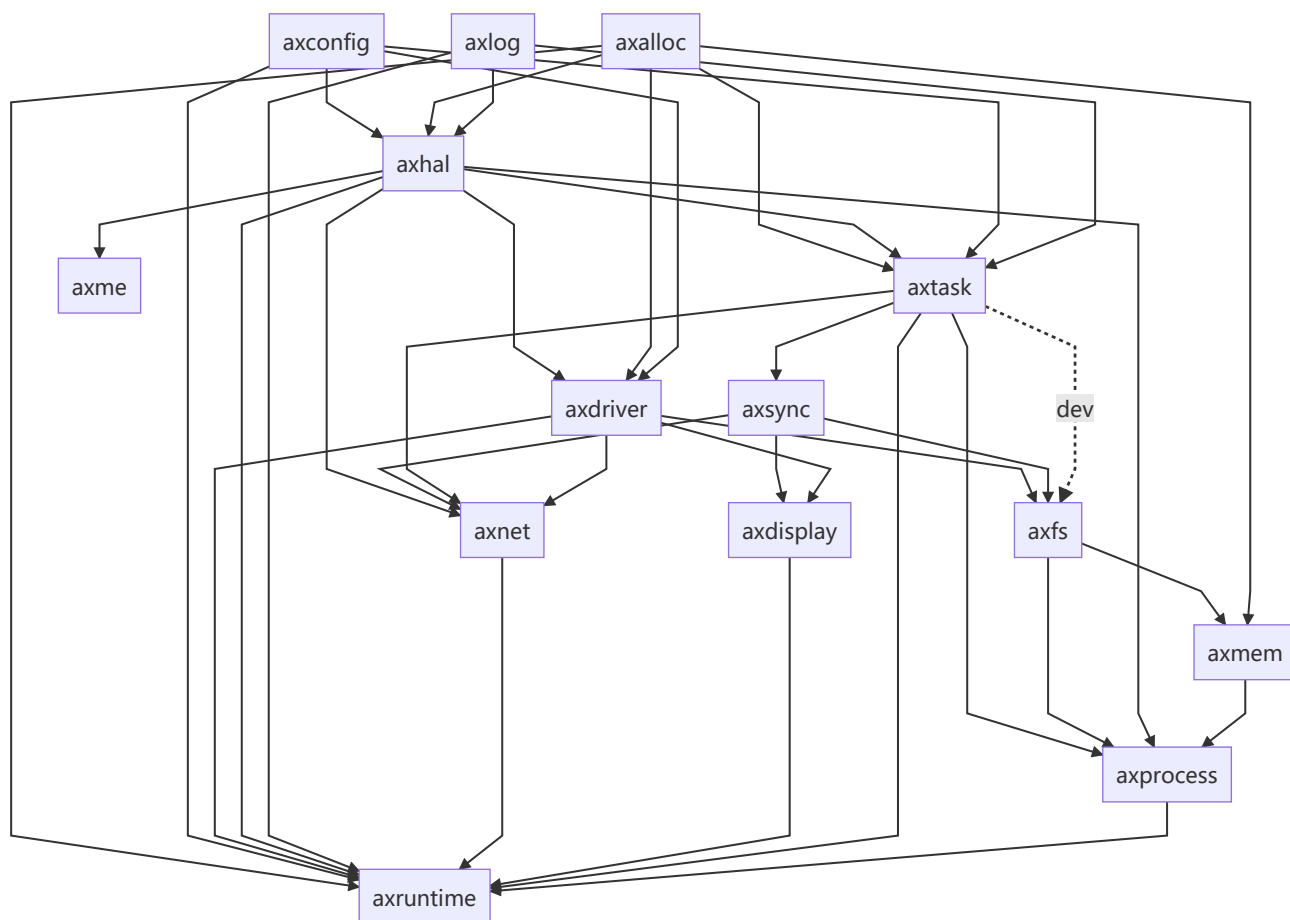 axconfig
axlog
axalloc
axhal
axme
axtask
axdriver
axsync
dev
axnet
axdisplay
axfs
axmem
axprocess
axruntime